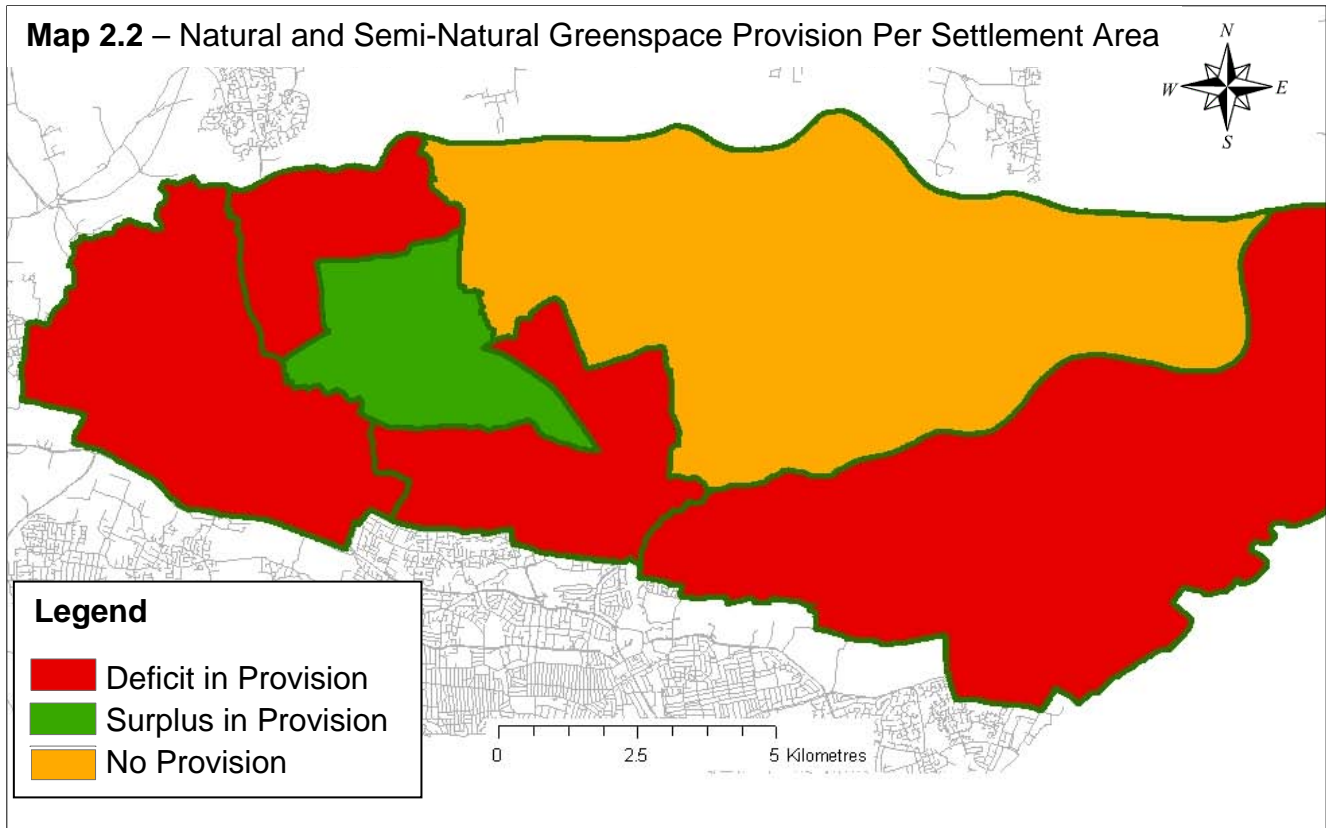 Map 2.2 – Natural and Semi-Natural Greenspace Provision Per Settlement Area
N
W E
S
Legend
Deficit in Provision
Surplus in Provision
No Provision
0 2.5 5 Kilometres